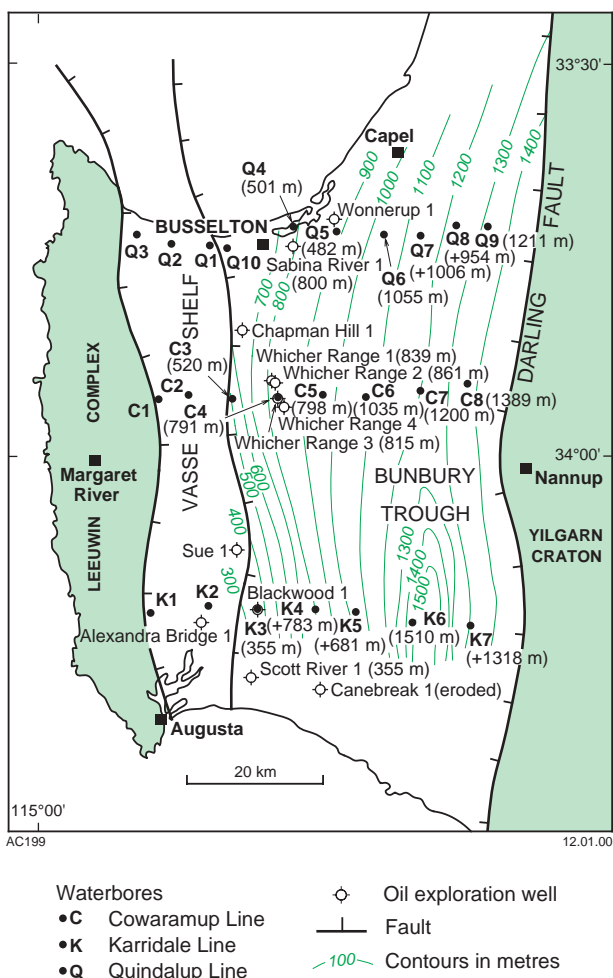 33°30'
Capel
900
1000
1100
1200
1300
1400
Q4
(501 m)
Wonnerup 1
BUSSELTON
Q3
Q2
Q1
Q10
Q5
(482 m)
Q6
(1055 m)
Q7
(+1006 m)
Q8
(+954 m)
Q9
(1211 m)
Sabina River 1
(800 m)
700
800
FAULT
DARLING
SHELF
VASSE
Chapman Hill 1
Whicher Range 1 (839 m)
Whicher Range 2 (861 m)
C3
(520 m)
C2
C1
C4
(791 m)
C5
(798 m)
C6
(1035 m)
C7
(1200 m)
C8
(1389 m)
Whicher Range 4
Whicher Range 3 (815 m)
COMPLEX
LEEUWIN
Margaret
River
34°00'
Nannup
BUNBURY
TROUGH
YILGARN
CRATON
600
500
400
300
1300
1400
1500
Sue 1
Blackwood 1
K1
K2
Alexandra Bridge 1
K3
(355 m)
K4
(+783 m)
K5
(+681 m)
K6
(1510 m)
K7
(+1318 m)
Scott River 1 (355 m)
Canebreak 1(eroded)
Augusta
20 km
115°00'
AC199
12.01.00
Waterbores
C Cowaramup Line
K Karridale Line
Q Quindalup Line
Oil exploration well
Fault
100 Contours in metres